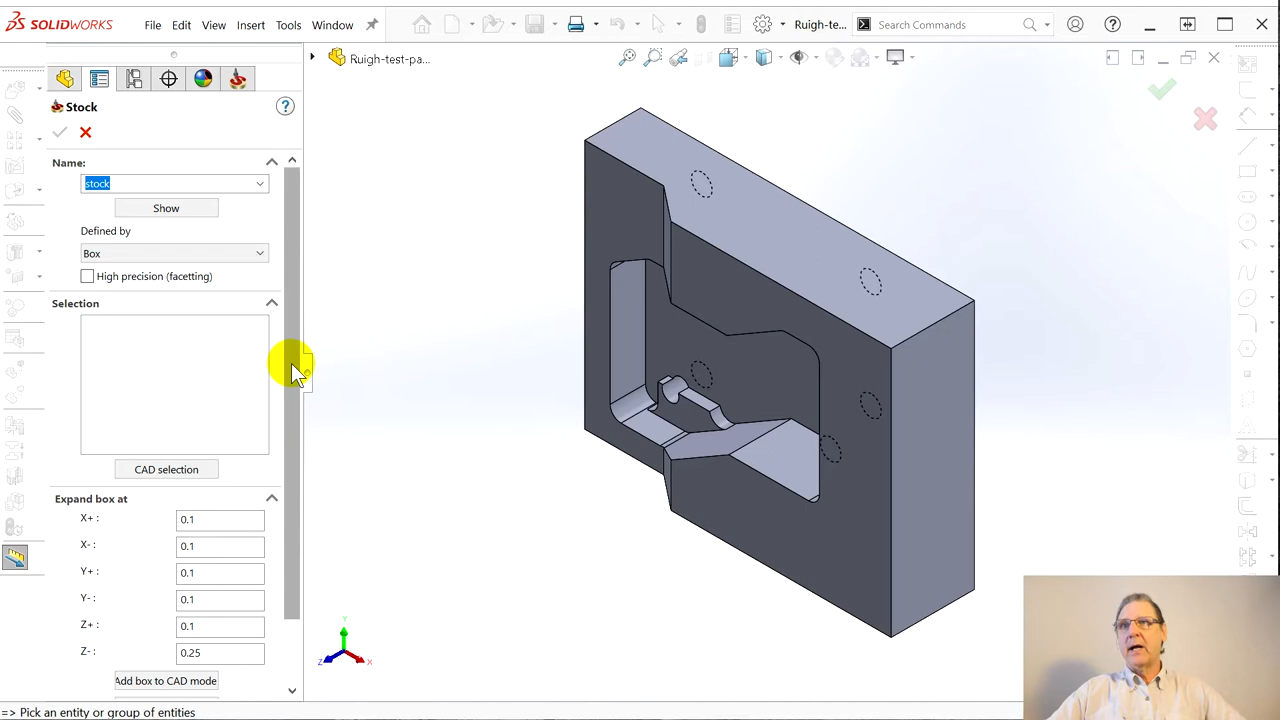 SOLIDWORKS File Edit View Insert Tools Window Ruigh-te... Search Commands
Ruigh-test-pa...
Stock
Name:
stock
Show
Defined by
Box
High precision (facetting)
Selection
CAD selection
Expand box at
X+ : 0.1
X- : 0.1
Y+ : 0.1
Y- : 0.1
Z+ : 0.1
Z- : 0.25
Add box to CAD mode
Y
Z X
=> Pick an entity or group of entities